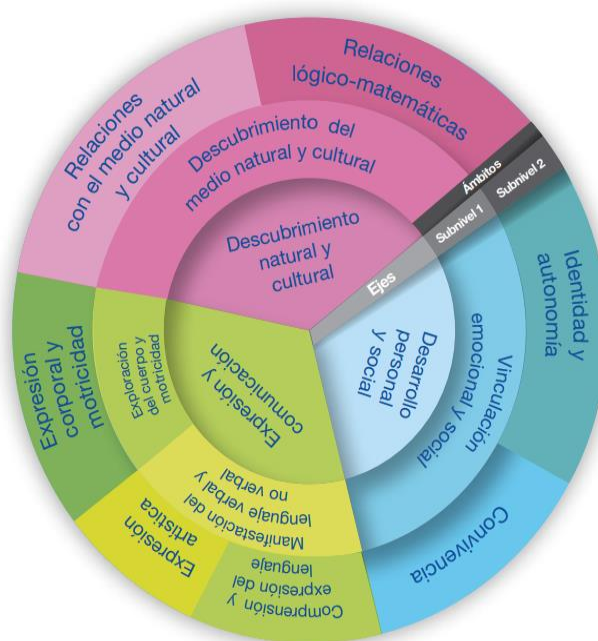 Relaciones
lógico-matemáticas
Relaciones
con el medio natural
y cultural
Descubrimiento del
medio natural y cultural
Descubrimiento
natural y
cultural
Ámbitos
Ejes
Subnivel 1
Subnivel 2
Desarrollo
personal
y social
Vinculación
emocional y social
Identidad y
autonomía
Convivencia
Expresión y
comunicación
Exploración
del cuerpo y
motricidad
Manifestación del
lenguaje verbal y
no verbal
Expresión
corporal y
motricidad
Expresión
artística
Comprensión y
expresión del
lenguaje